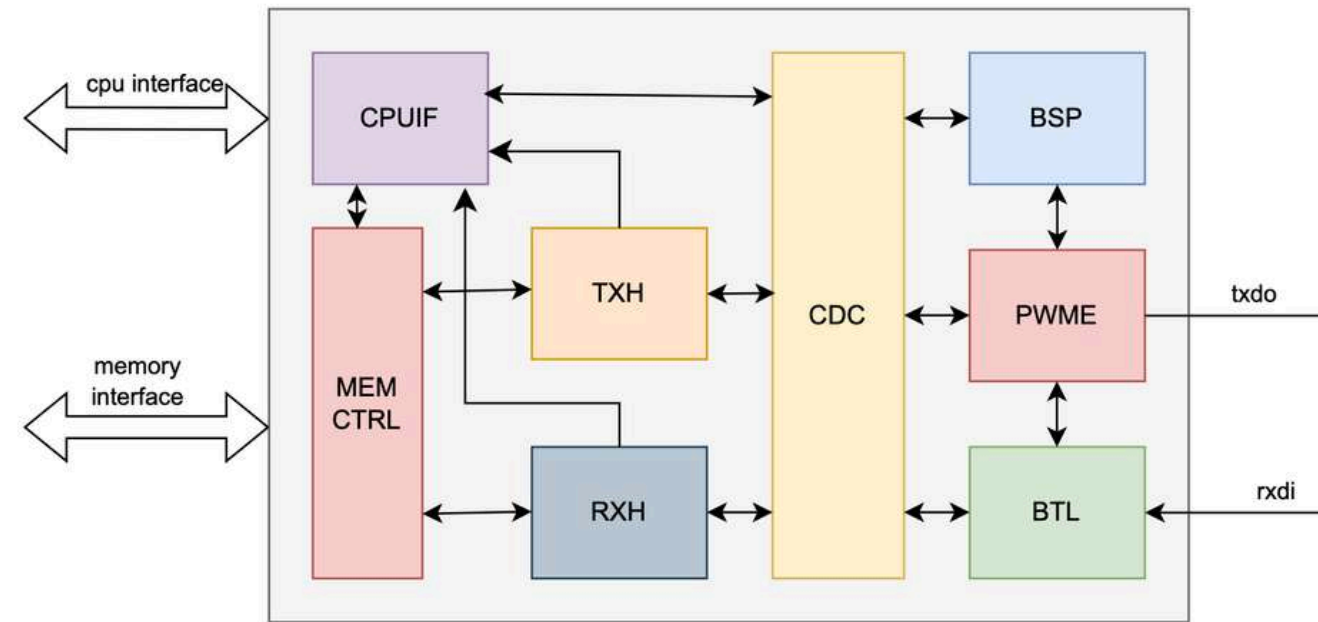 cpu interface
CPUIF
BSP
TXH
CDC
PWME
txdo
memory
interface
MEM
CTRL
RXH
BTL
rxdi